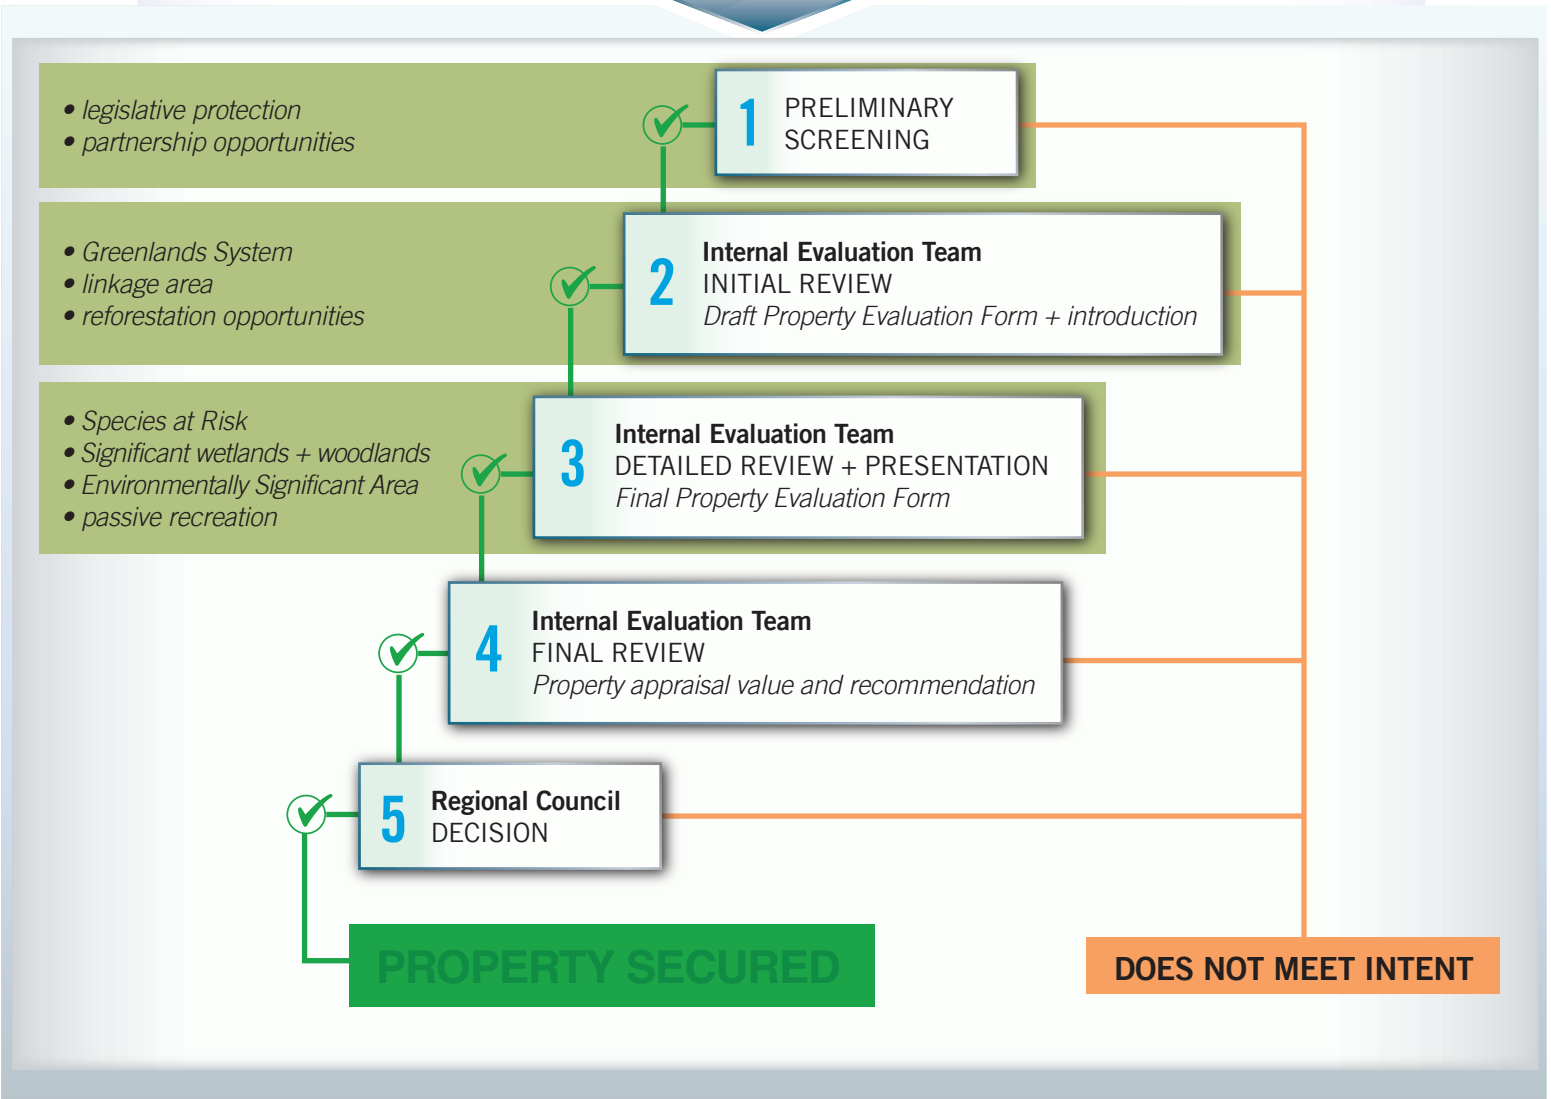 • legislative protection
• partnership opportunities
1
PRELIMINARY
SCREENING
• Greenlands System
• linkage area
• reforestation opportunities
2
Internal Evaluation Team
INITIAL REVIEW
Draft Property Evaluation Form + introduction
• Species at Risk
• Significant wetlands + woodlands
• Environmentally Significant Area
• passive recreation
3
Internal Evaluation Team
DETAILED REVIEW + PRESENTATION
Final Property Evaluation Form
4
Internal Evaluation Team
FINAL REVIEW
Property appraisal value and recommendation
5
Regional Council
DECISION
PROPERTY SECURED
DOES NOT MEET INTENT